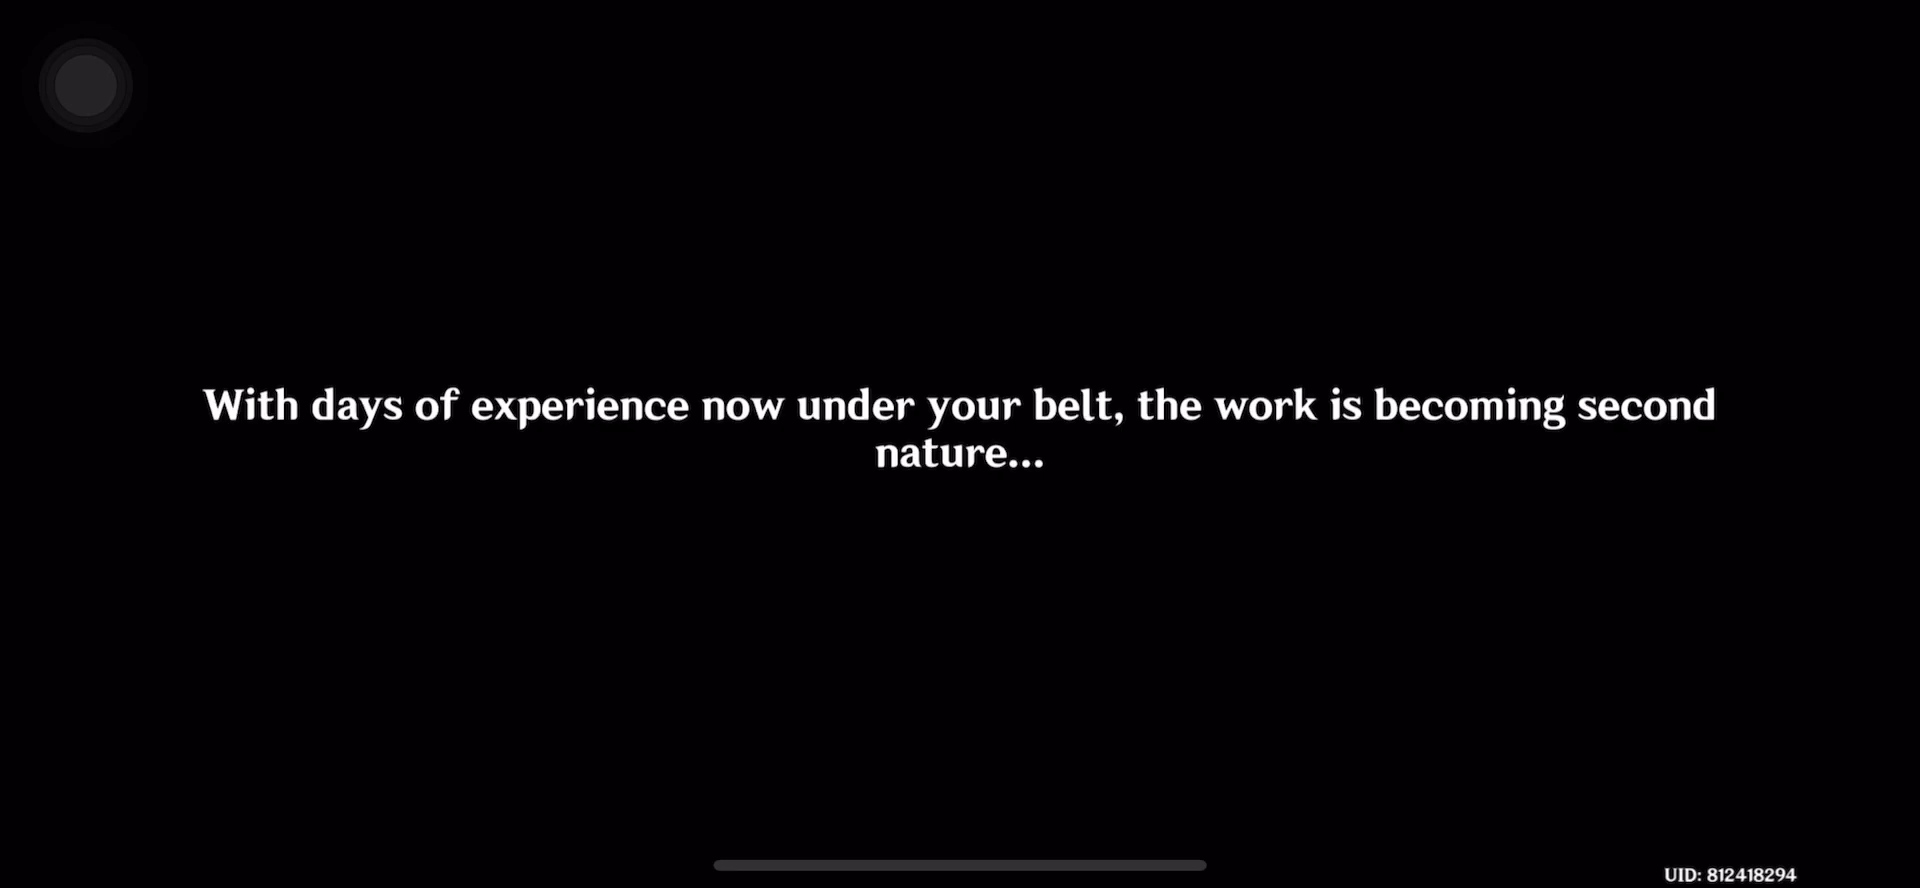 With days of experience now under your belt, the work is becoming second
nature...
UID: 812418294